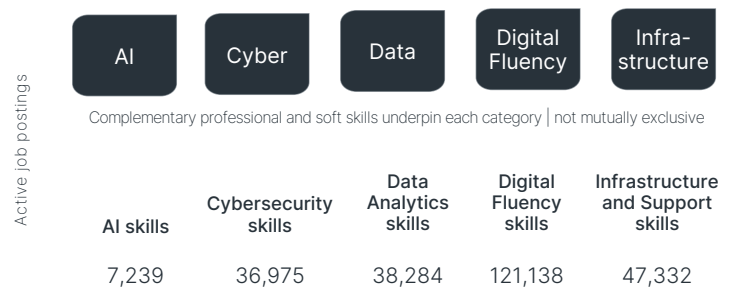 AI
Cyber
Data
Digital
Fluency
Infra-
structure
Complementary professional and soft skills underpin each category | not mutually exclusive
Active job postings
AI skills
Cybersecurity
skills
Data
Analytics
skills
Digital
Fluency
skills
Infrastructure
and Support
skills
7,239
36,975
38,284
121,138
47,332